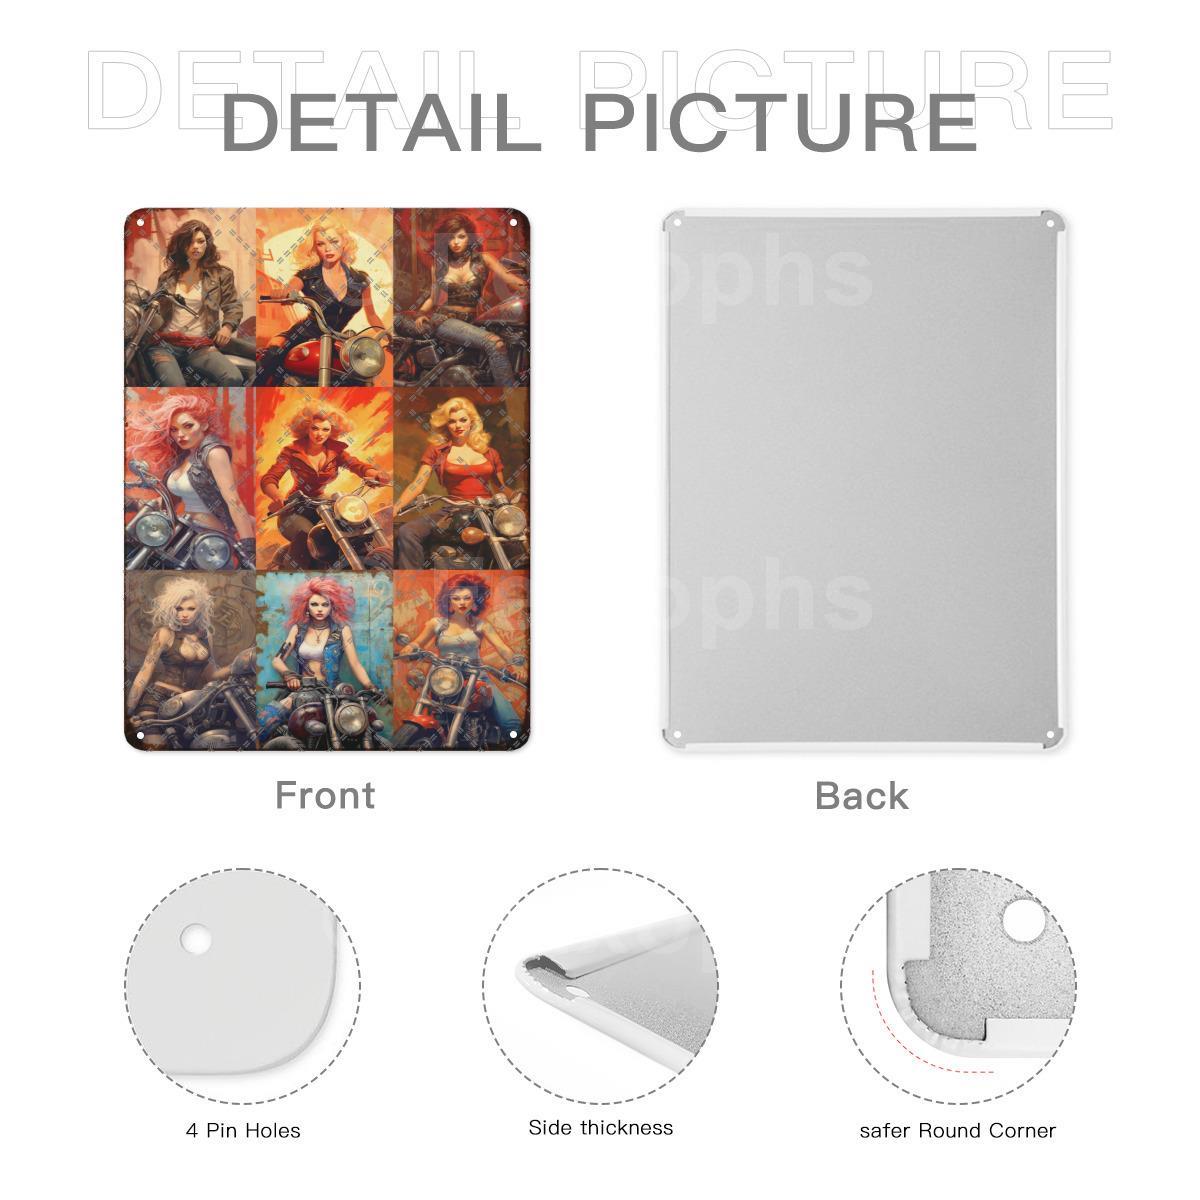 DETAIL PICTURE
DETAIL PICTURE
Front
Back
4 Pin Holes
Side thickness
safer Round Corner